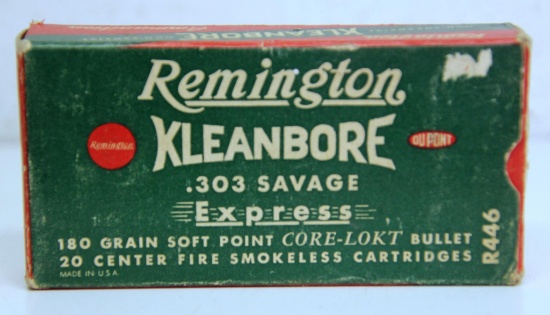 Remington
KLEANBORE
Remington
DU PONT
.303 SAVAGE
Express
180 GRAIN SOFT POINT CORE-LOKT BULLET
20 CENTER FIRE SMOKELESS CARTRIDGES
MADE IN U.S.A.
R446